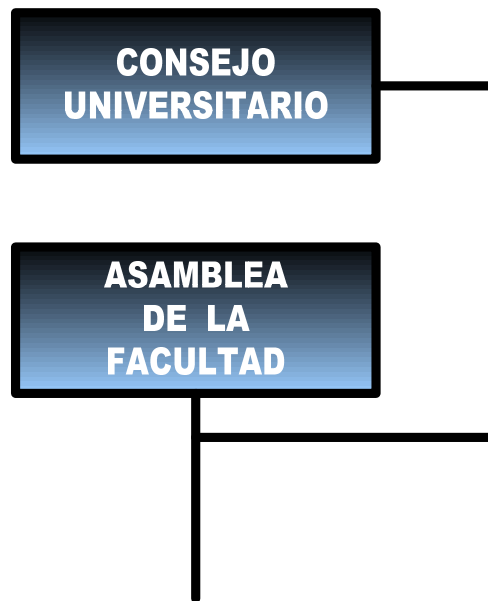 CONSEJO
UNIVERSITARIO
ASAMBLEA
DE LA
FACULTAD